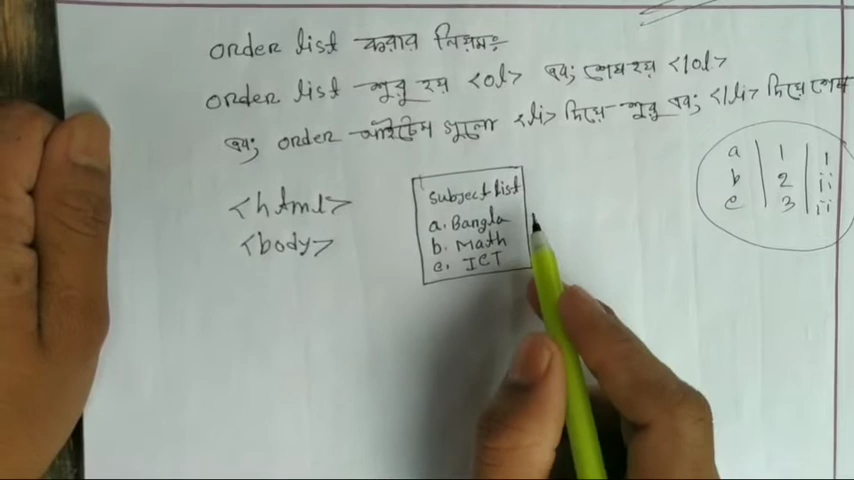 order list করার নিয়মঃ
order list শুরু হয় <ol> এবং শেষ হয় </ol>
এবং order আইটেম গুলো <li> দিয়ে শুরু এবং </li> দিয়ে শেষ
a | 1 | i
b | 2 | ii
c | 3 | iii
<html>
<body>
Subject list
a. Bangla
b. Math
c. ICT